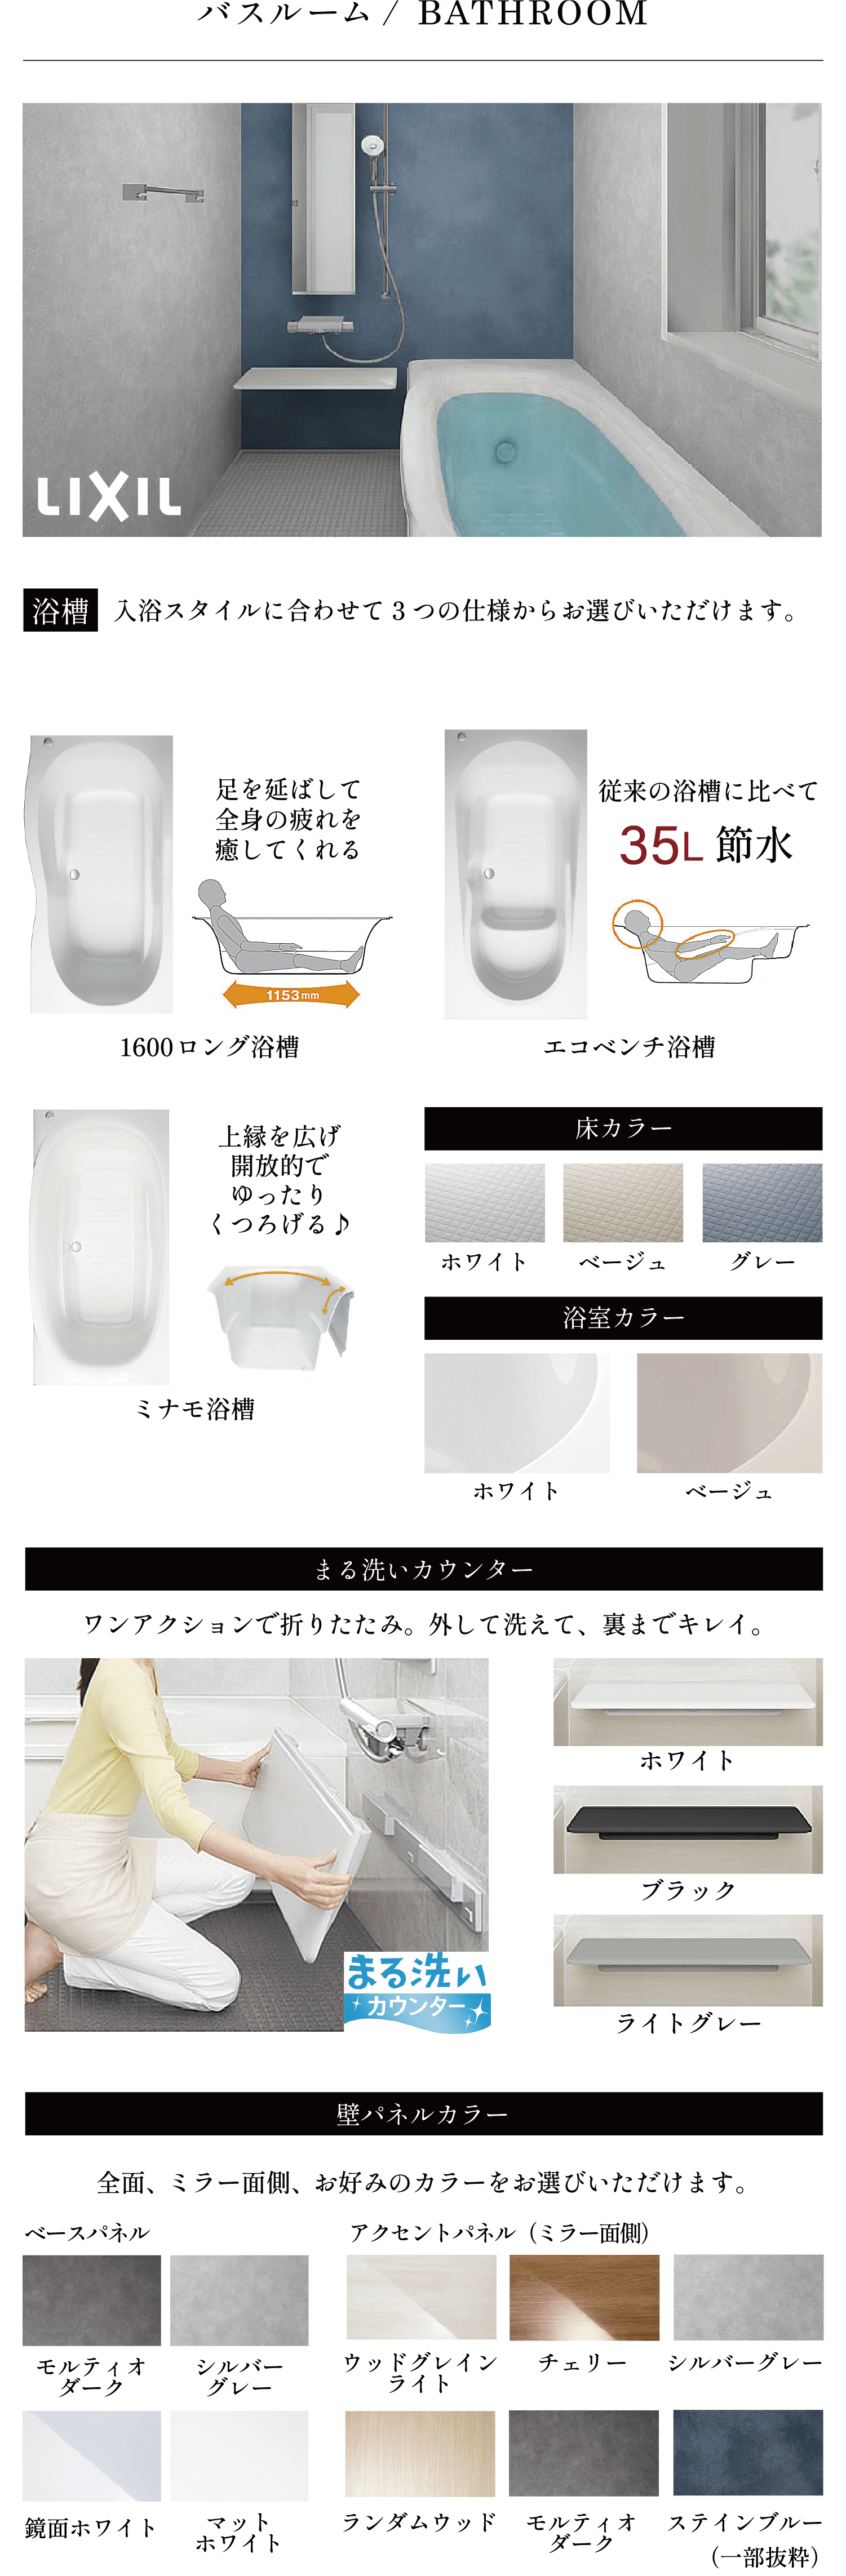 バスルーム / BATHROOM
LIXIL
浴槽 入浴スタイルに合わせて3つの仕様からお選びいただけます。
足を延ばして
全身の疲れを
癒してくれる
1153mm
1600ロング浴槽
従来の浴槽に比べて
35L 節水
エコベンチ浴槽
上縁を広げ
開放的で
ゆったり
くつろげる♪
ミナモ浴槽
床カラー
ホワイト ベージュ グレー
浴室カラー
ホワイト ベージュ
まる洗いカウンター
ワンアクションで折りたたみ。外して洗えて、裏までキレイ。
まる洗い
カウンター
ホワイト
ブラック
ライトグレー
壁パネルカラー
全面、ミラー面側、お好みのカラーをお選びいただけます。
ベースパネル
モルティオ
ダーク
シルバー
グレー
鏡面ホワイト
マット
ホワイト
アクセントパネル（ミラー面側）
ウッドグレイン
ライト
チェリー
シルバーグレー
ランダムウッド
モルティオ
ダーク
ステインブルー
（一部抜粋）